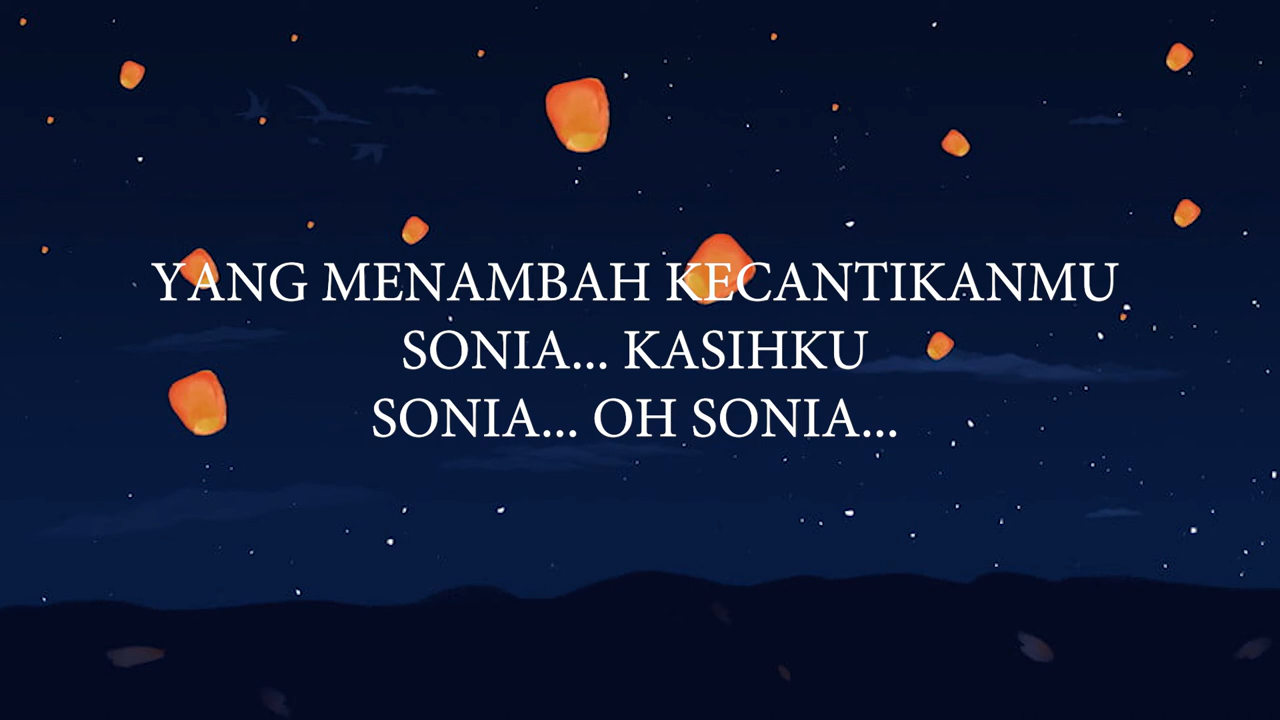 YANG MENAMBAH KECANTIKANMU
SONIA... KASIHKU
SONIA... OH SONIA...